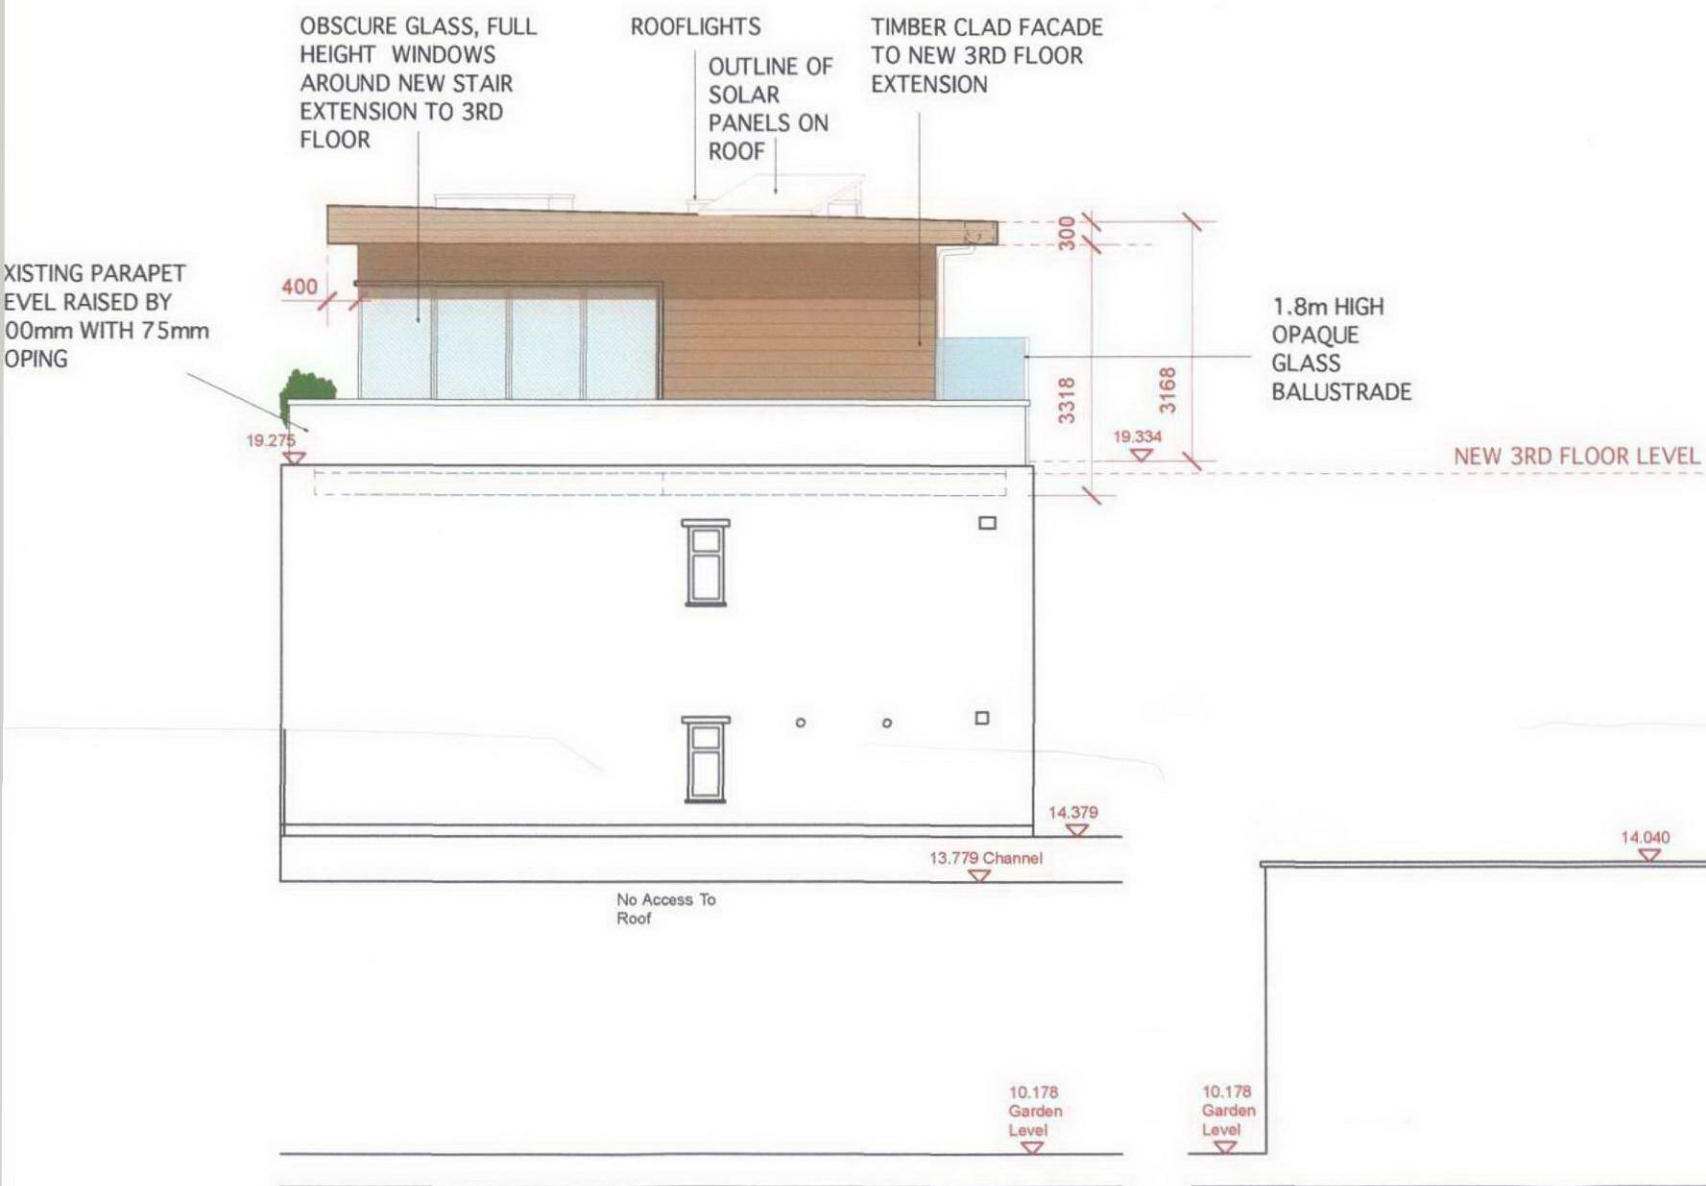 OBSCURE GLASS, FULL
HEIGHT WINDOWS
AROUND NEW STAIR
EXTENSION TO 3RD
FLOOR
ROOFLIGHTS
OUTLINE OF
SOLAR
PANELS ON
ROOF
TIMBER CLAD FACADE
TO NEW 3RD FLOOR
EXTENSION
XISTING PARAPET
EVEL RAISED BY
00mm WITH 75mm
OPING
400
300
3318
3168
1.8m HIGH
OPAQUE
GLASS
BALUSTRADE
19.275
19.334
NEW 3RD FLOOR LEVEL
14.379
13.779 Channel
14.040
No Access To
Roof
10.178
Garden
Level
10.178
Garden
Level